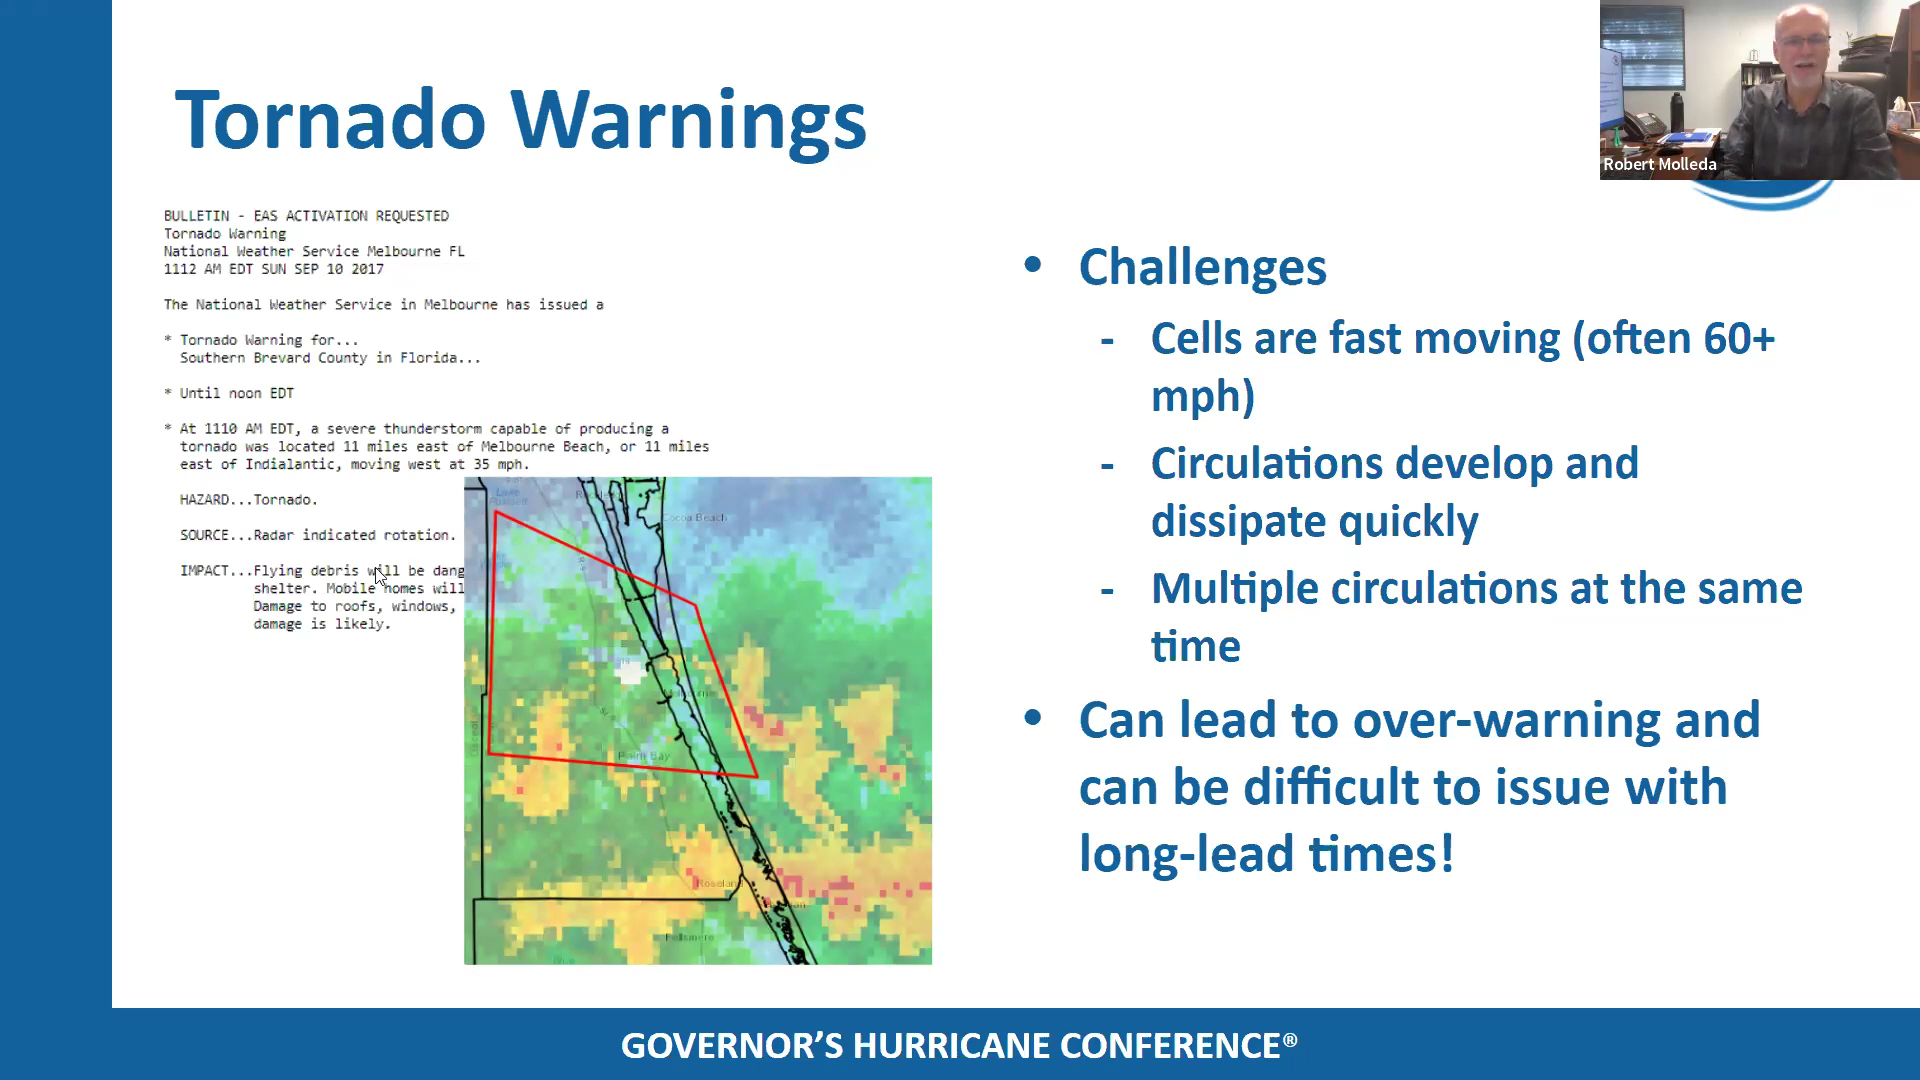 Tornado Warnings
Robert Molleda
BULLETIN - EAS ACTIVATION REQUESTED
Tornado Warning
National Weather Service Melbourne FL
1112 AM EDT SUN SEP 10 2017
The National Weather Service in Melbourne has issued a
* Tornado Warning for...
Southern Brevard County in Florida...
* Until noon EDT
* At 1110 AM EDT, a severe thunderstorm capable of producing a
tornado was located 11 miles east of Melbourne Beach, or 11 miles
east of Indialantic, moving west at 35 mph.
HAZARD...Tornado.
SOURCE...Radar indicated rotation.
IMPACT...Flying debris will be dang
shelter. Mobile homes will
Damage to roofs, windows,
damage is likely.
Cocoa Beach
Melbourne
Palm Bay
Roseland
Fellsmere
• Challenges
- Cells are fast moving (often 60+
mph)
- Circulations develop and
dissipate quickly
- Multiple circulations at the same
time
• Can lead to over-warning and
can be difficult to issue with
long-lead times!
GOVERNOR'S HURRICANE CONFERENCE®